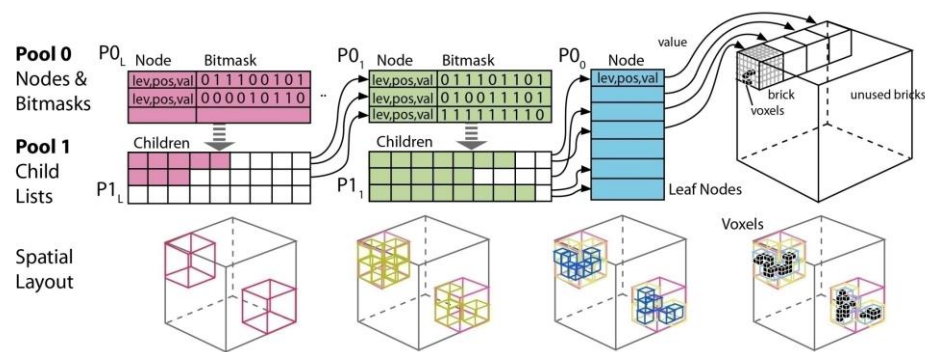 Pool 0
Nodes &
Bitmasks
P0L
Node Bitmask
lev,pos,val 0 1 1 1 0 0 1 0 1
lev,pos,val 0 0 0 0 1 0 1 1 0
..
P01
Node Bitmask
lev,pos,val 0 1 1 1 0 1 1 0 1
lev,pos,val 0 1 0 0 1 1 1 0 1
lev,pos,val 1 1 1 1 1 1 1 1 0
P00
Node
lev,pos,val
value
brick
voxels
unused bricks
Pool 1
Child
Lists
P1L
Children
P11
Children
Leaf Nodes
Spatial
Layout
Voxels